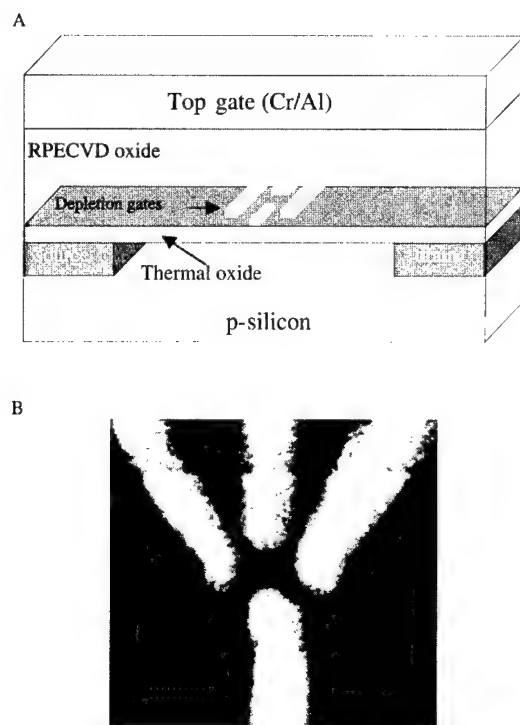 A
Top gate (Cr/Al)
RPECVD oxide
Depletion gates
Thermal oxide
p-silicon
B